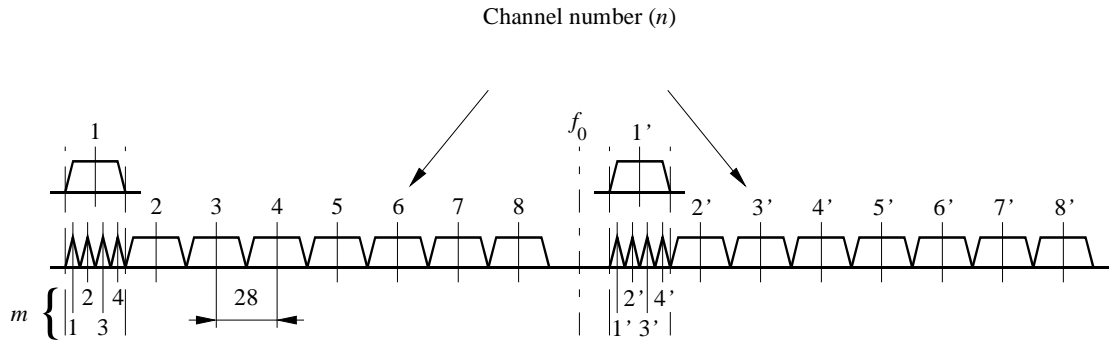 Channel number (n)
f0
1 1’
2 3 4 5 6 7 8 2’ 3’ 4’ 5’ 6’ 7’ 8’
m { 2 4 28 2’ 4’
1 3 1’ 3’